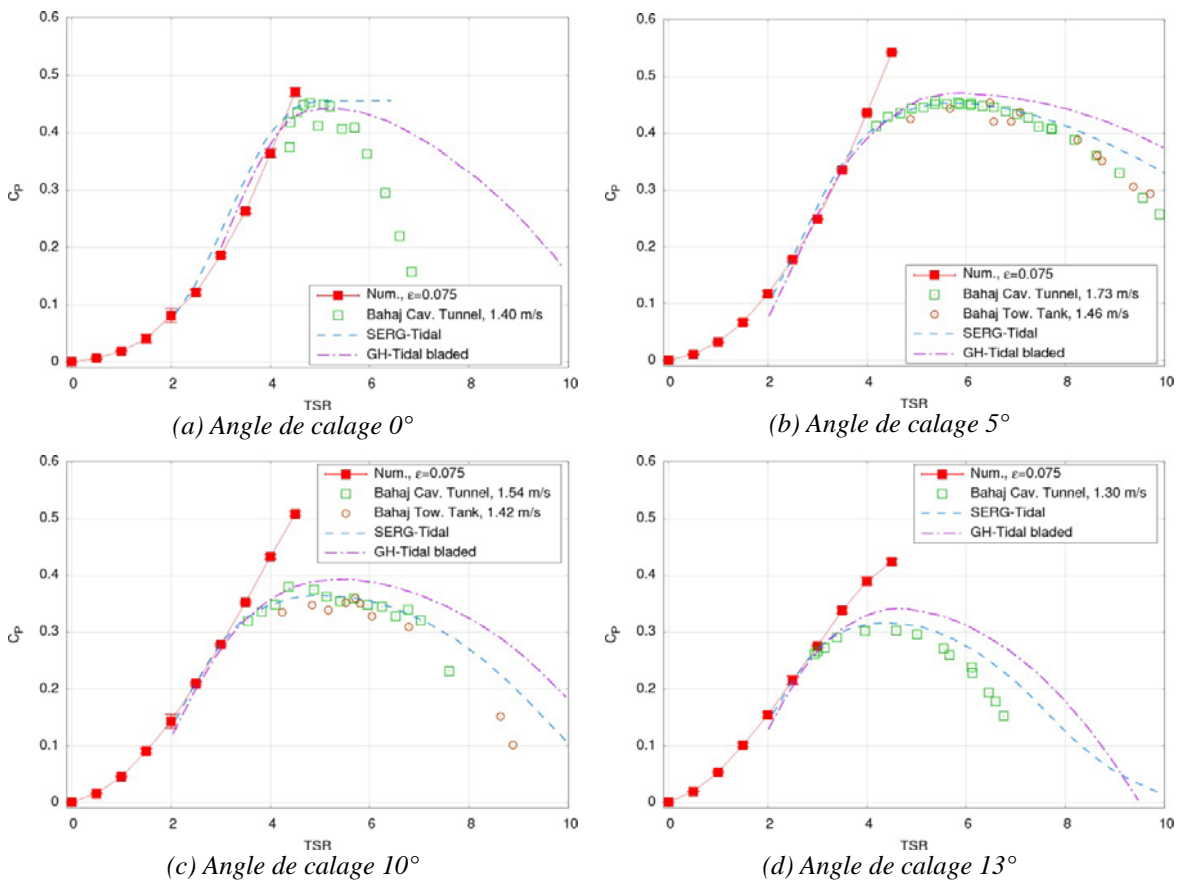 0.6
0.5
0.4
0.3
0.2
0.1
0
C_P
0 2 4 6 8 10
TSR
Num., ε=0.075
Bahaj Cav. Tunnel, 1.40 m/s
SERG-Tidal
GH-Tidal bladed
(a) Angle de calage 0°
0.6
0.5
0.4
0.3
0.2
0.1
0
C_P
0 2 4 6 8 10
TSR
Num., ε=0.075
Bahaj Cav. Tunnel, 1.73 m/s
Bahaj Tow. Tank, 1.46 m/s
SERG-Tidal
GH-Tidal bladed
(b) Angle de calage 5°
0.6
0.5
0.4
0.3
0.2
0.1
0
C_P
0 2 4 6 8 10
TSR
Num., ε=0.075
Bahaj Cav. Tunnel, 1.54 m/s
Bahaj Tow. Tank, 1.42 m/s
SERG-Tidal
GH-Tidal bladed
(c) Angle de calage 10°
0.6
0.5
0.4
0.3
0.2
0.1
0
C_P
0 2 4 6 8 10
TSR
Num., ε=0.075
Bahaj Cav. Tunnel, 1.30 m/s
SERG-Tidal
GH-Tidal bladed
(d) Angle de calage 13°